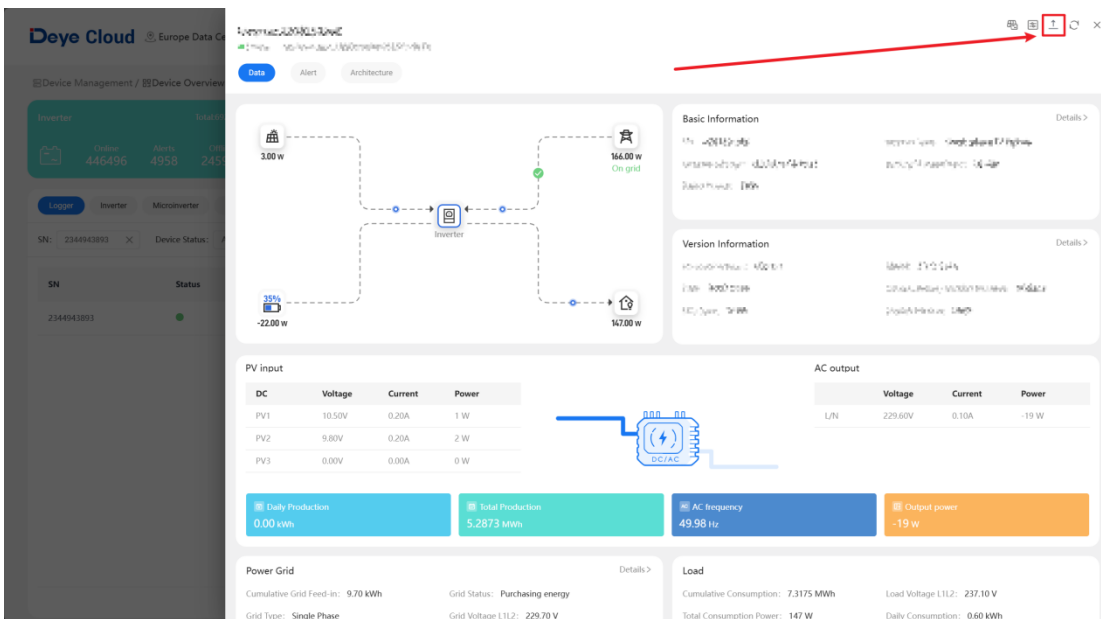 Deye Cloud
Europe Data Ce
Device Management / Device Overview
Inverter
Online
446496
Alerts
4958
Logger
Inverter
Microinverter
SN: 2344943893
Device Status:
SN
Status
2344943893
Data
Alert
Architecture
3.00 w
166.00 w
On grid
Inverter
35%
-22.00 w
147.00 w
Basic Information
Details >
Version Information
Details >
PV input
DC Voltage Current Power
PV1 10.50V 0.20A 1 W
PV2 9.80V 0.20A 2 W
PV3 0.00V 0.00A 0 W
DC/AC
AC output
Voltage Current Power
L/N 229.60V 0.10A -19 W
Daily Production
0.00 kWh
Total Production
5.2873 MWh
AC frequency
49.98 Hz
Output power
-19 w
Power Grid
Details >
Cumulative Grid Feed-in: 9.70 kWh
Grid Status: Purchasing energy
Grid Type: Single Phase
Grid Voltage L1L2: 229.70 V
Load
Cumulative Consumption: 7.3175 MWh
Load Voltage L1L2: 237.10 V
Total Consumption Power: 147 W
Daily Consumption: 0.60 kWh